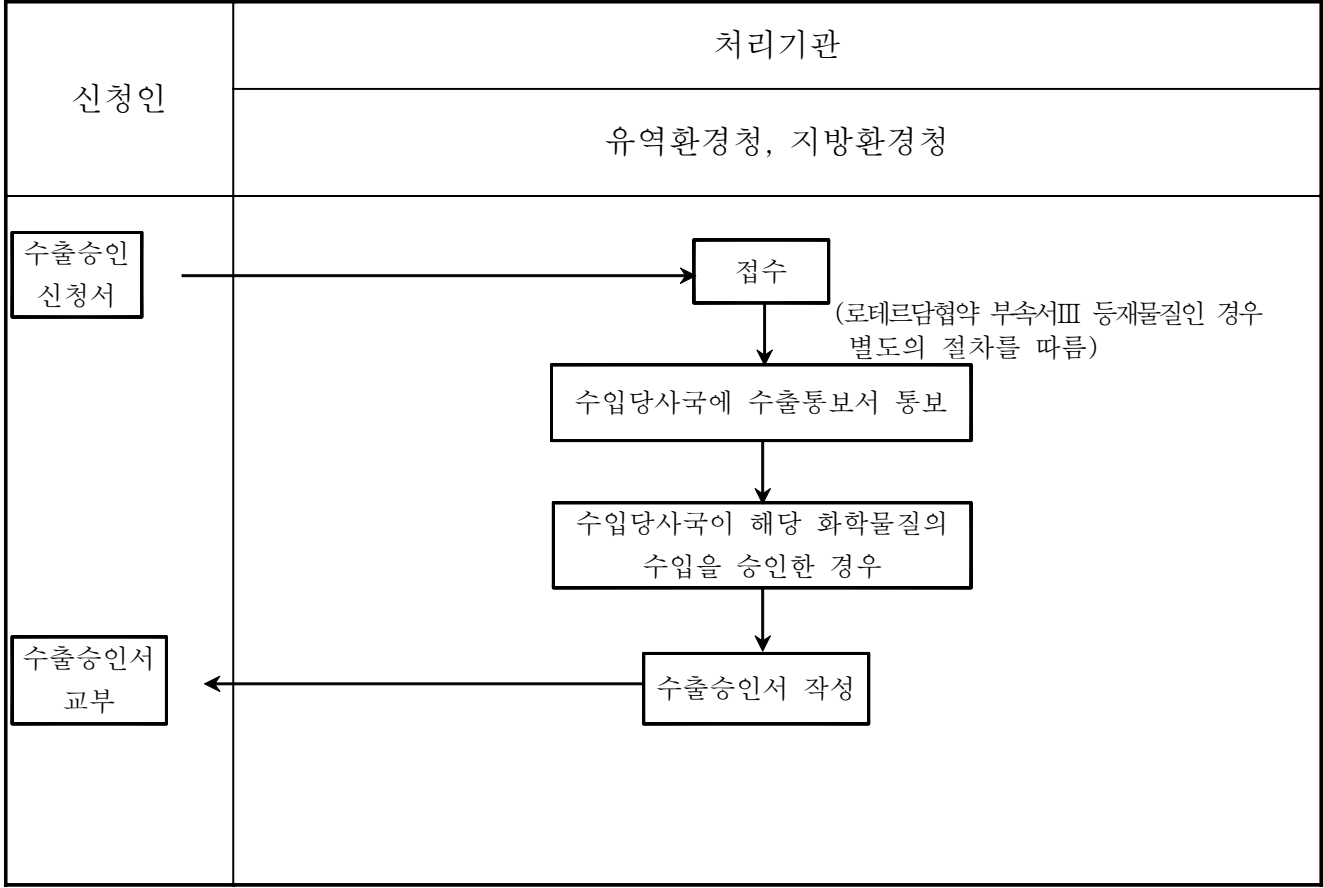 신청인
처리기관
유역환경청, 지방환경청
수출승인
신청서
접수
(로테르담협약 부속서Ⅲ 등재물질인 경우
별도의 절차를 따름)
수입당사국에 수출통보서 통보
수입당사국이 해당 화학물질의
수입을 승인한 경우
수출승인서 작성
수출승인서
교부